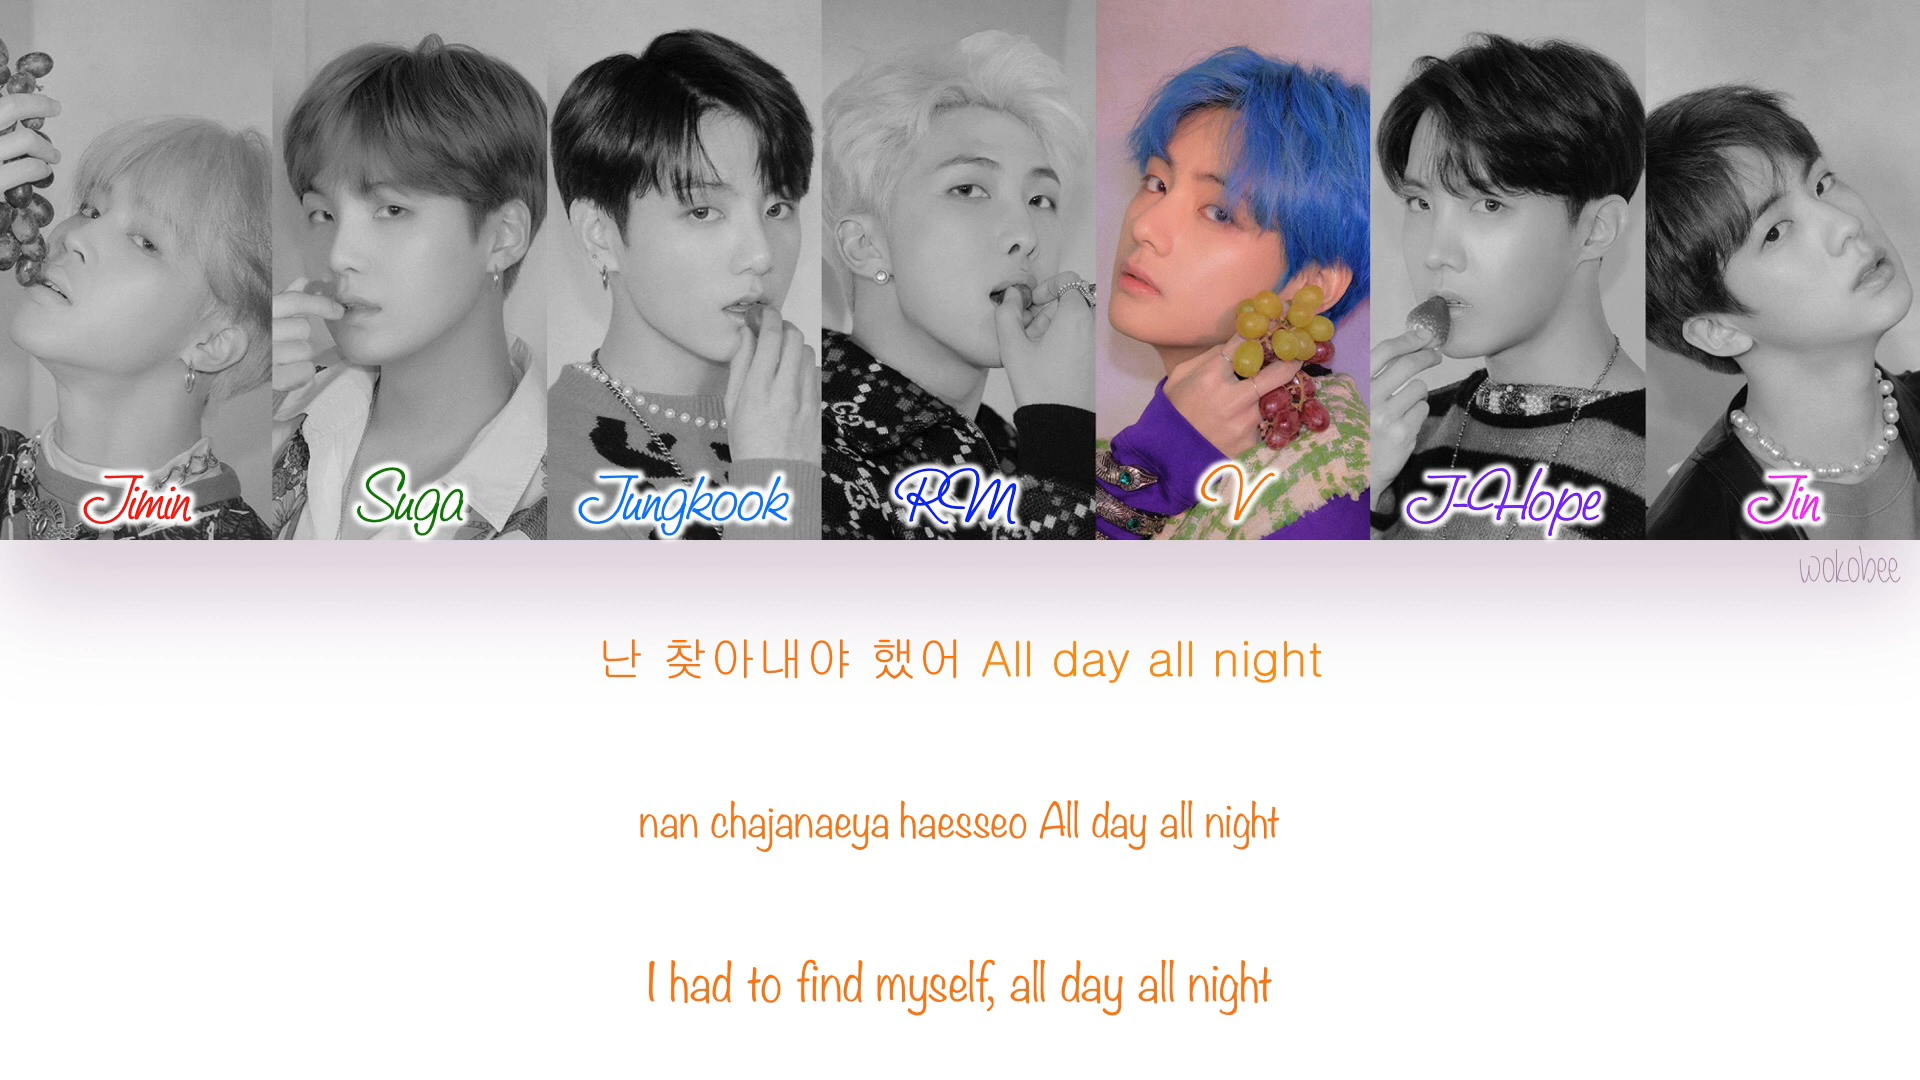 Jimin
Suga
Jungkook
RM
V
J-Hope
Jin
wokobee
난 찾아내야 했어 All day all night
nan chajanaeya haesseo All day all night
I had to find myself, all day all night